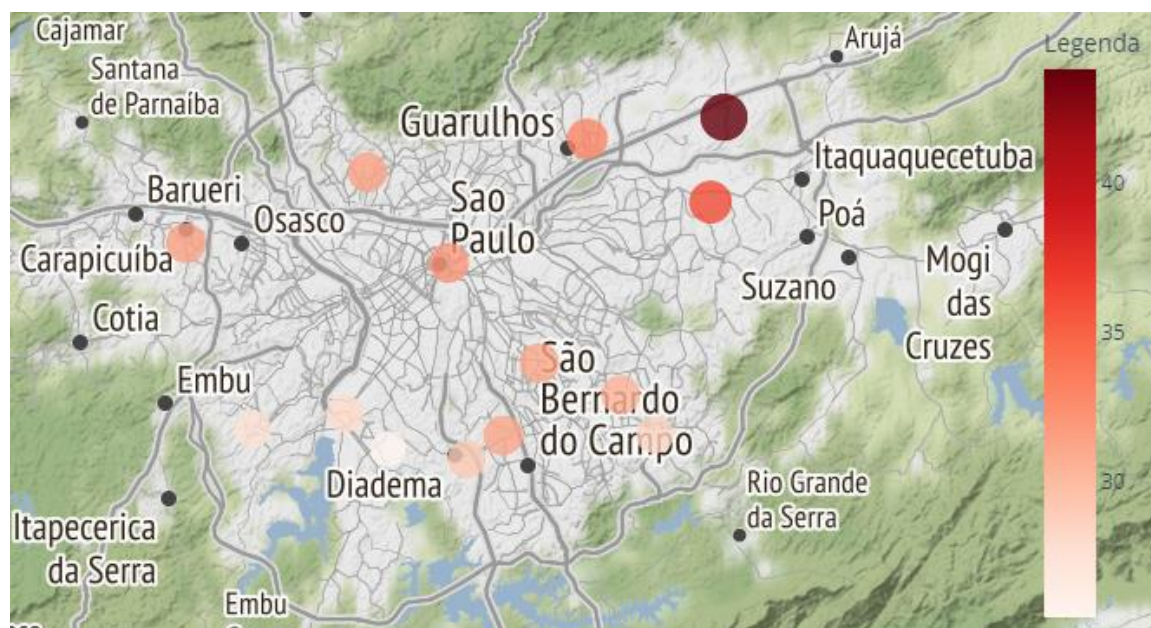 Cajamar
Santana
de Parnaíba
Arujá
Legenda
Guarulhos
Itaquaquecetuba
40
Barueri
Osasco
Sao
Paulo
Poá
Carapicuíba
Suzano
Mogi
das
Cruzes
Cotia
35
Embu
São
Bernardo
do Campo
Diadema
30
Rio Grande
da Serra
Itapecerica
da Serra
Embu